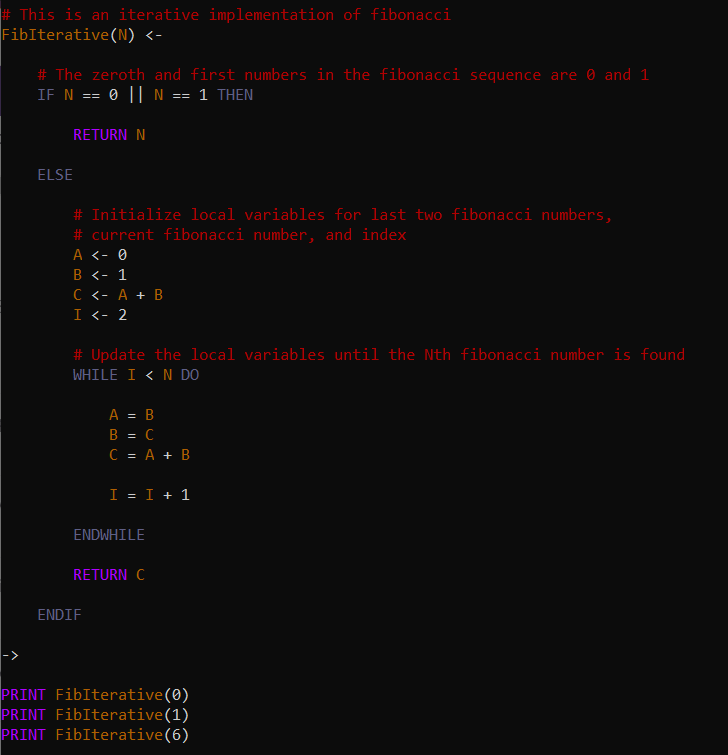 # This is an iterative implementation of fibonacci
FibIterative(N) <-
# The zeroth and first numbers in the fibonacci sequence are 0 and 1
IF N == 0 || N == 1 THEN
RETURN N
ELSE
# Initialize local variables for last two fibonacci numbers,
# current fibonacci number, and index
A <- 0
B <- 1
C <- A + B
I <- 2
# Update the local variables until the Nth fibonacci number is found
WHILE I < N DO
A = B
B = C
C = A + B
I = I + 1
ENDWHILE
RETURN C
ENDIF
->
PRINT FibIterative(0)
PRINT FibIterative(1)
PRINT FibIterative(6)